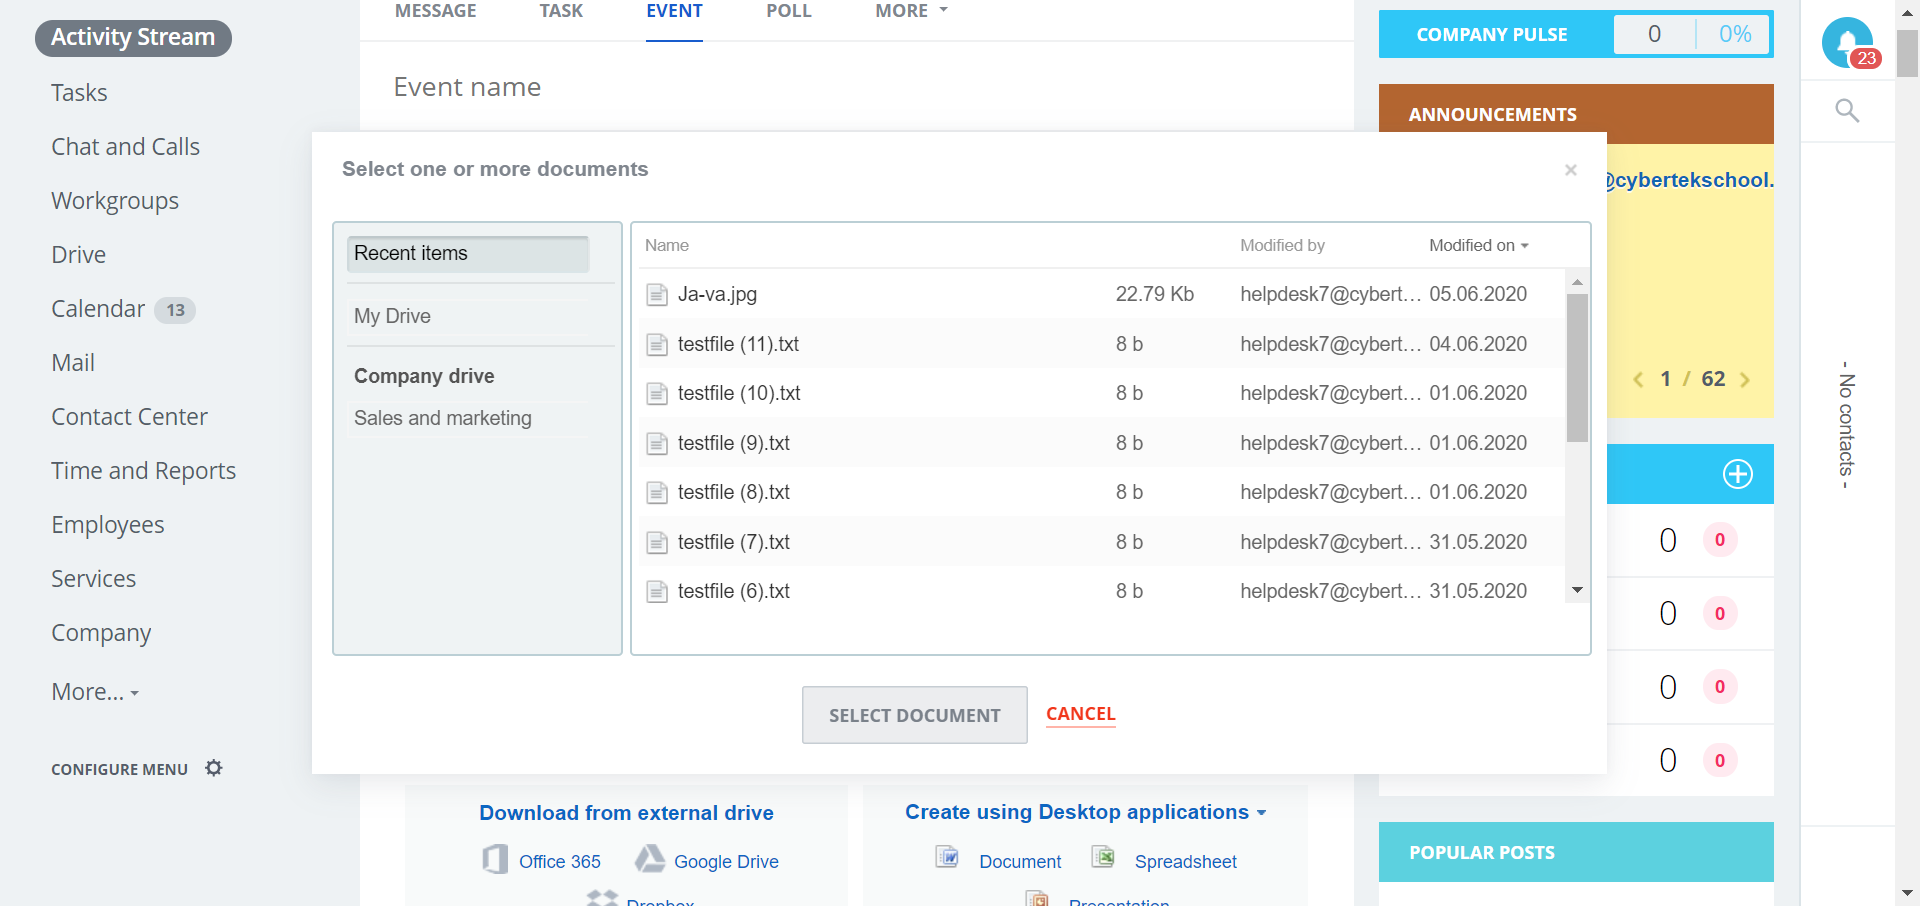 Activity Stream
Tasks
Chat and Calls
Workgroups
Drive
Calendar 13
Mail
Contact Center
Time and Reports
Employees
Services
Company
More...
CONFIGURE MENU
MESSAGE TASK EVENT POLL MORE
Event name
Select one or more documents ×
Recent items
My Drive
Company drive
Sales and marketing
Name Modified by Modified on
Ja-va.jpg 22.79 Kb helpdesk7@cybert... 05.06.2020
testfile (11).txt 8 b helpdesk7@cybert... 04.06.2020
testfile (10).txt 8 b helpdesk7@cybert... 01.06.2020
testfile (9).txt 8 b helpdesk7@cybert... 01.06.2020
testfile (8).txt 8 b helpdesk7@cybert... 01.06.2020
testfile (7).txt 8 b helpdesk7@cybert... 31.05.2020
testfile (6).txt 8 b helpdesk7@cybert... 31.05.2020
SELECT DOCUMENT CANCEL
Download from external drive
Office 365 Google Drive
Dropbox
Create using Desktop applications
Document Spreadsheet
Presentation
COMPANY PULSE 0 0%
ANNOUNCEMENTS
@cybertekschool.
1 / 62
0 0
0 0
0 0
0 0
POPULAR POSTS
23
- No contacts -